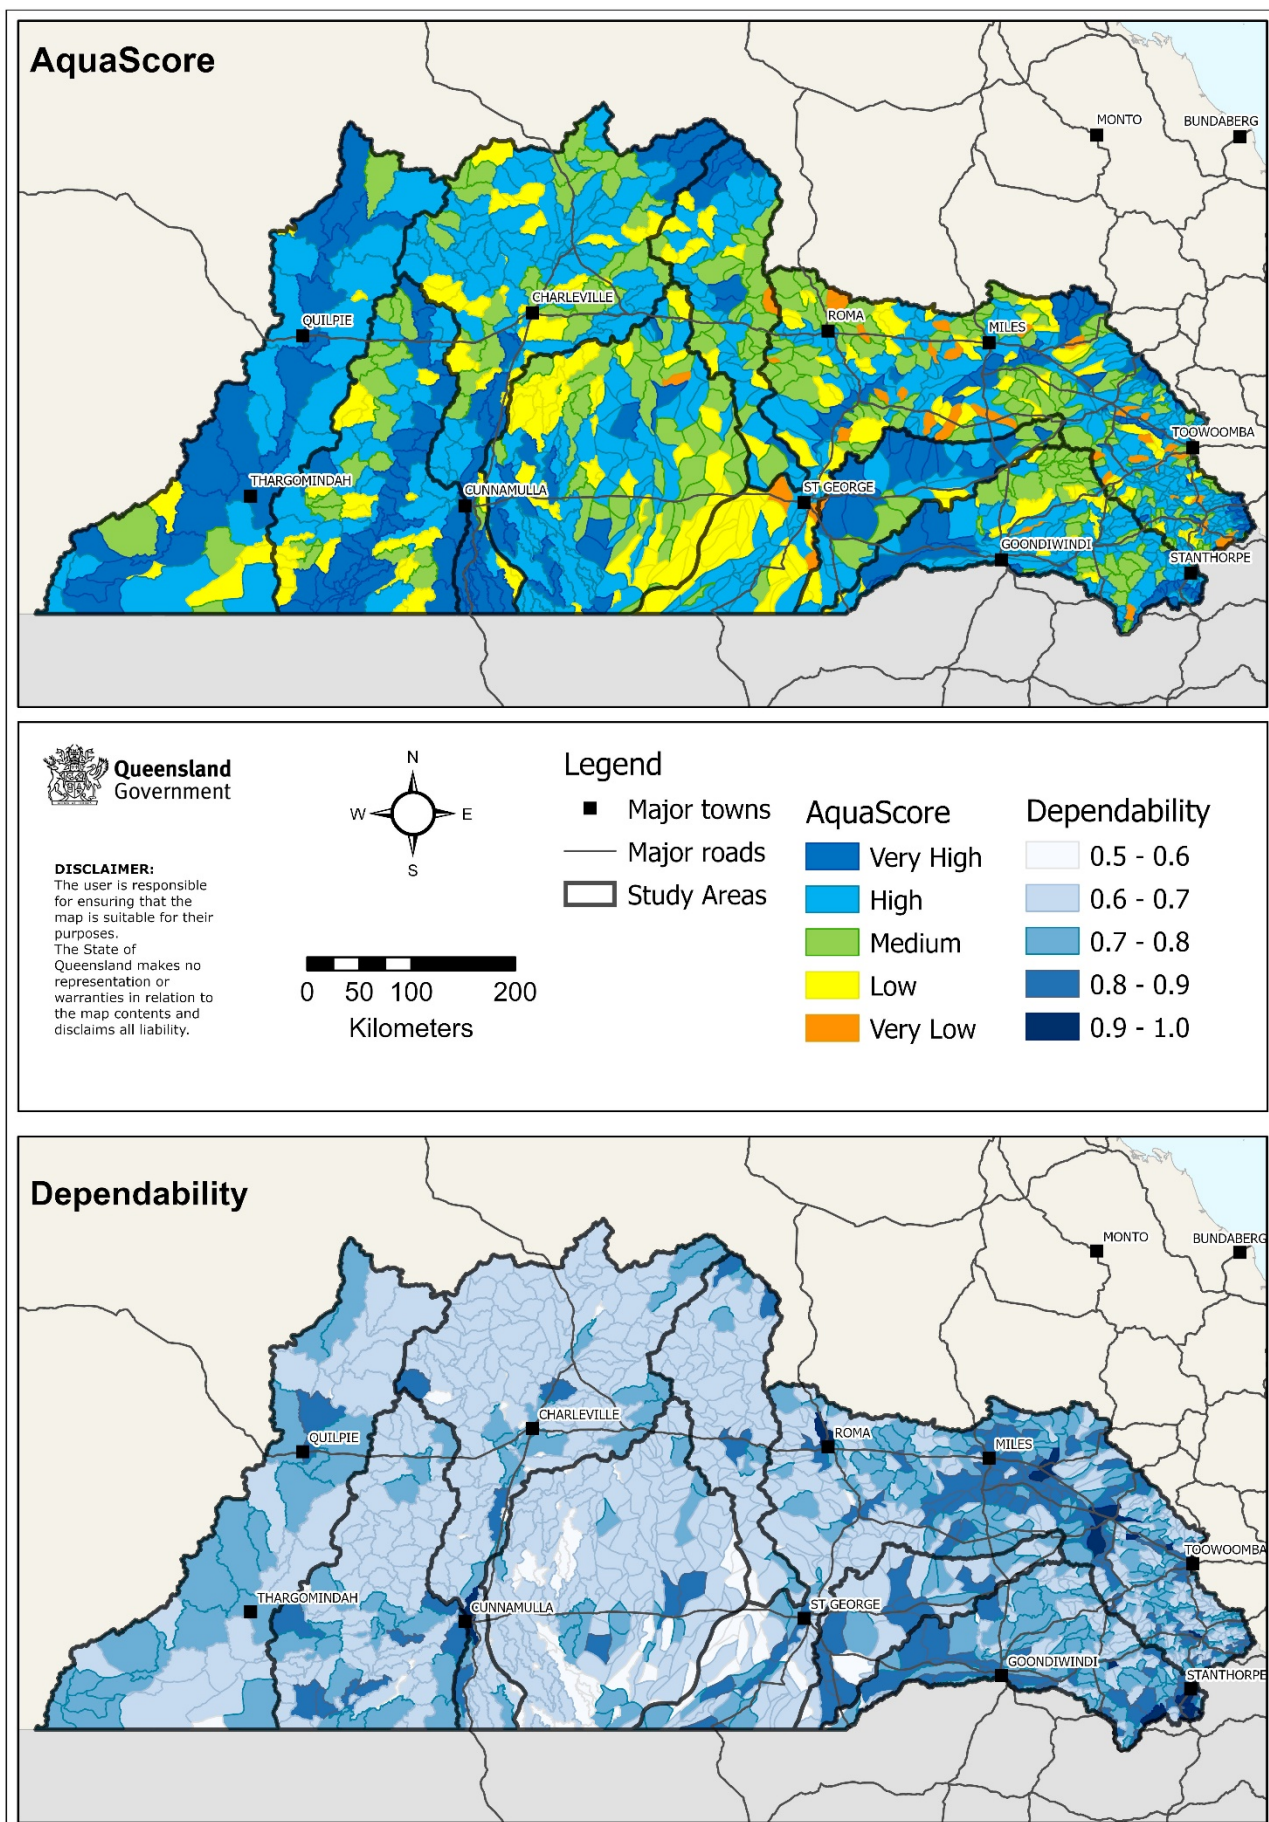 AquaScore
MONTO
BUNDABERG
CHARLEVILLE
QUILPIE
ROMA
MILES
TOOWOOMBA
THARGOMINDAH
CUNNAMULLA
ST GEORGE
GOONDIWINDI
STANTHORPE
Queensland
Government
DISCLAIMER:
The user is responsible
for ensuring that the
map is suitable for their
purposes.
The State of
Queensland makes no
representation or
warranties in relation to
the map contents and
disclaims all liability.
N
W
E
S
0 50 100 200
Kilometers
Legend
Major towns
Major roads
Study Areas
AquaScore
Very High
High
Medium
Low
Very Low
Dependability
0.5 - 0.6
0.6 - 0.7
0.7 - 0.8
0.8 - 0.9
0.9 - 1.0
Dependability
MONTO
BUNDABERG
CHARLEVILLE
QUILPIE
ROMA
MILES
TOOWOOMBA
THARGOMINDAH
CUNNAMULLA
ST GEORGE
GOONDIWINDI
STANTHORPE